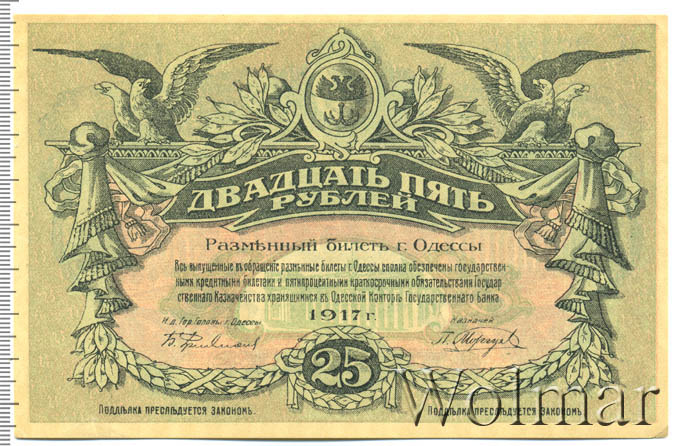 ДВАДЦАТЬ ПЯТЬ
РУБЛЕЙ
Размѣнный билетъ г. Одессы
Всѣ выпущенные въ обращенiе размѣнные билеты г. Одессы сполна обезпечены государствен-
ными кредитными билетами и пятипроцентными краткосрочными обязательствами Государ
ственнаго Казначейства хранящимися въ Одесской Конторѣ Государственнаго Банка
1917 г.
И.д. Гор. Головы г. Одессы
Казначей
25
Поддѣлка преслѣдуется закономъ.
Поддѣлка преслѣдуется закономъ.
Wolmar